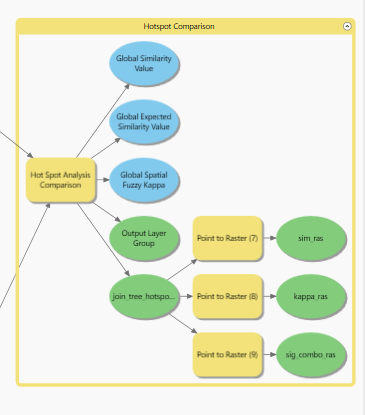 Hotspot Comparison
Global Similarity
Value
Global Expected
Similarity Value
Hot Spot Analysis
Comparison
Global Spatial
Fuzzy Kappa
Output Layer
Group
Point to Raster (7)
sim_ras
join_tree_hotspo...
Point to Raster (8)
kappa_ras
Point to Raster (9)
sig_combo_ras